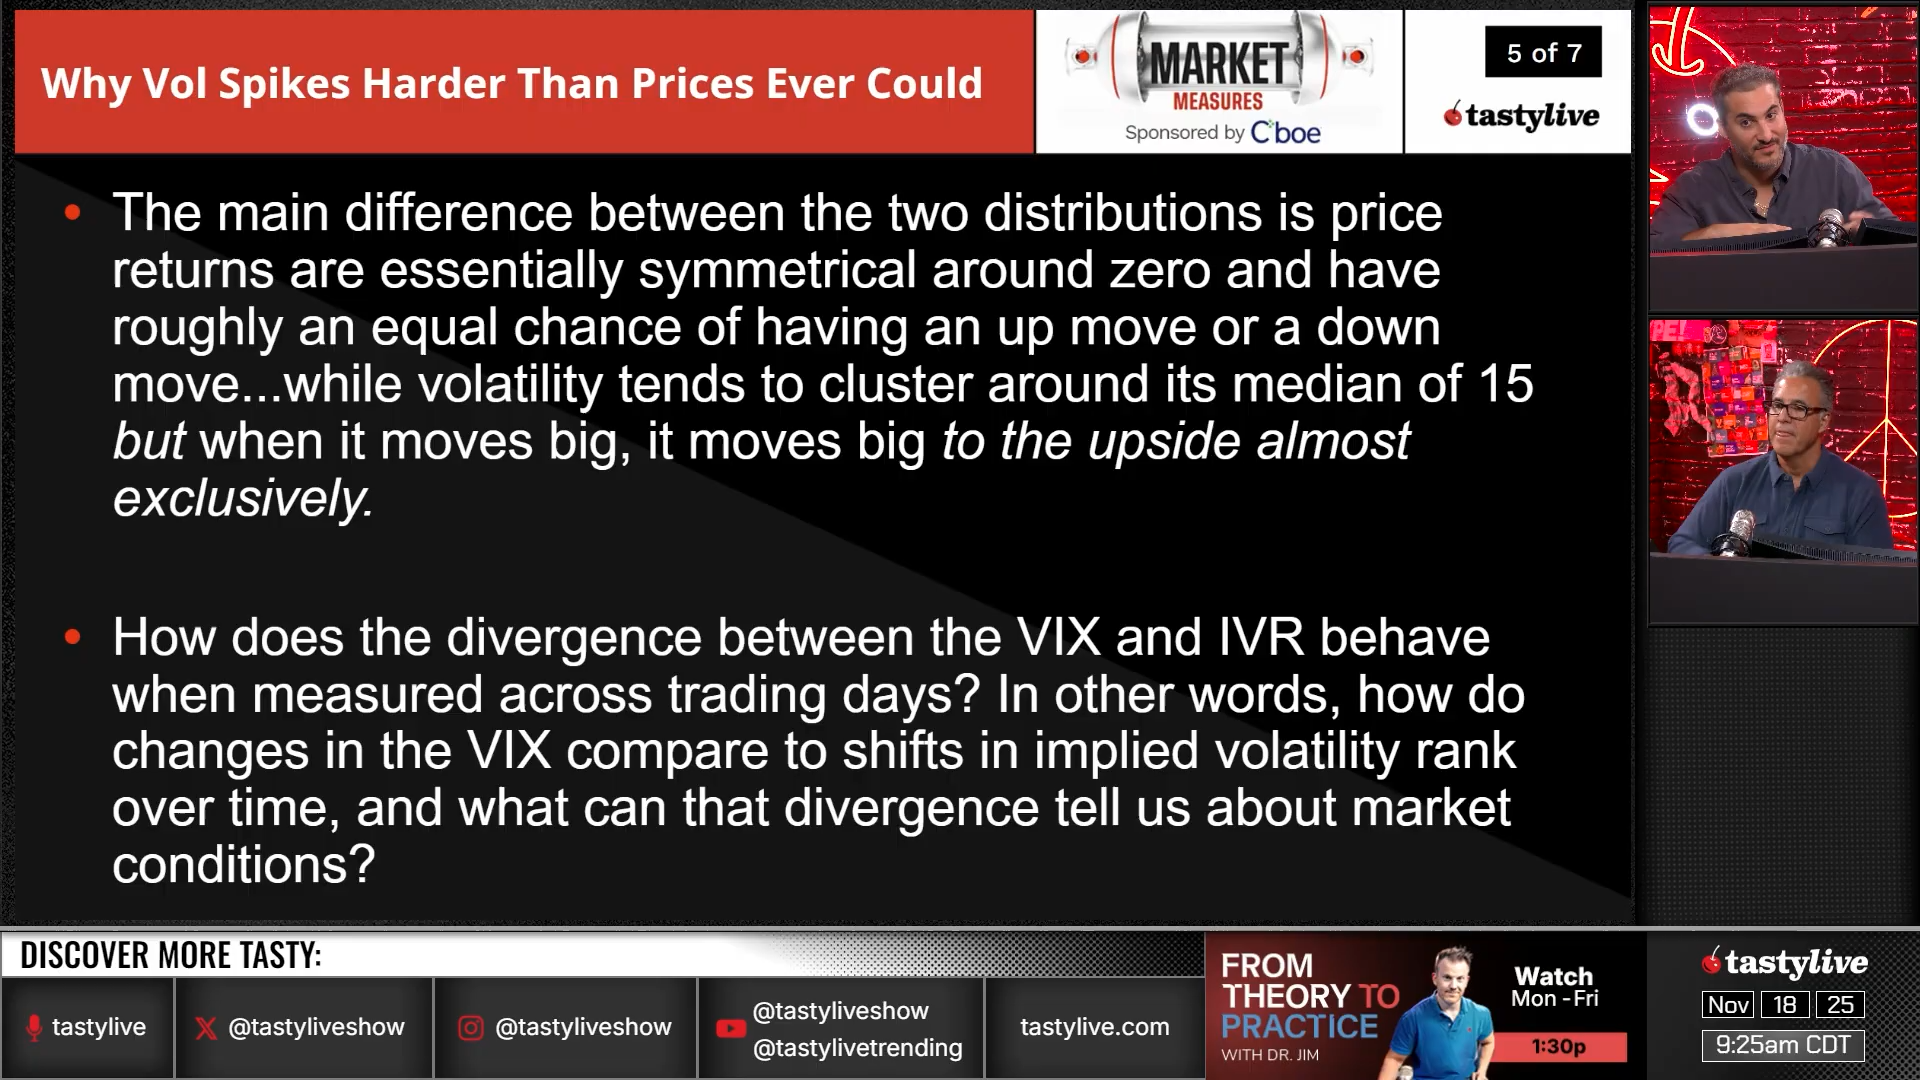 Why Vol Spikes Harder Than Prices Ever Could
MARKET
MEASURES
Sponsored by Cboe
5 of 7
tastylive
• The main difference between the two distributions is price
returns are essentially symmetrical around zero and have
roughly an equal chance of having an up move or a down
move...while volatility tends to cluster around its median of 15
but when it moves big, it moves big to the upside almost
exclusively.
• How does the divergence between the VIX and IVR behave
when measured across trading days? In other words, how do
changes in the VIX compare to shifts in implied volatility rank
over time, and what can that divergence tell us about market
conditions?
DISCOVER MORE TASTY:
tastylive
@tastyliveshow
@tastyliveshow
@tastyliveshow
@tastylivetrending
tastylive.com
FROM
THEORY TO
PRACTICE
WITH DR. JIM
Watch
Mon - Fri
1:30p
tastylive
Nov 18 25
9:25am CDT